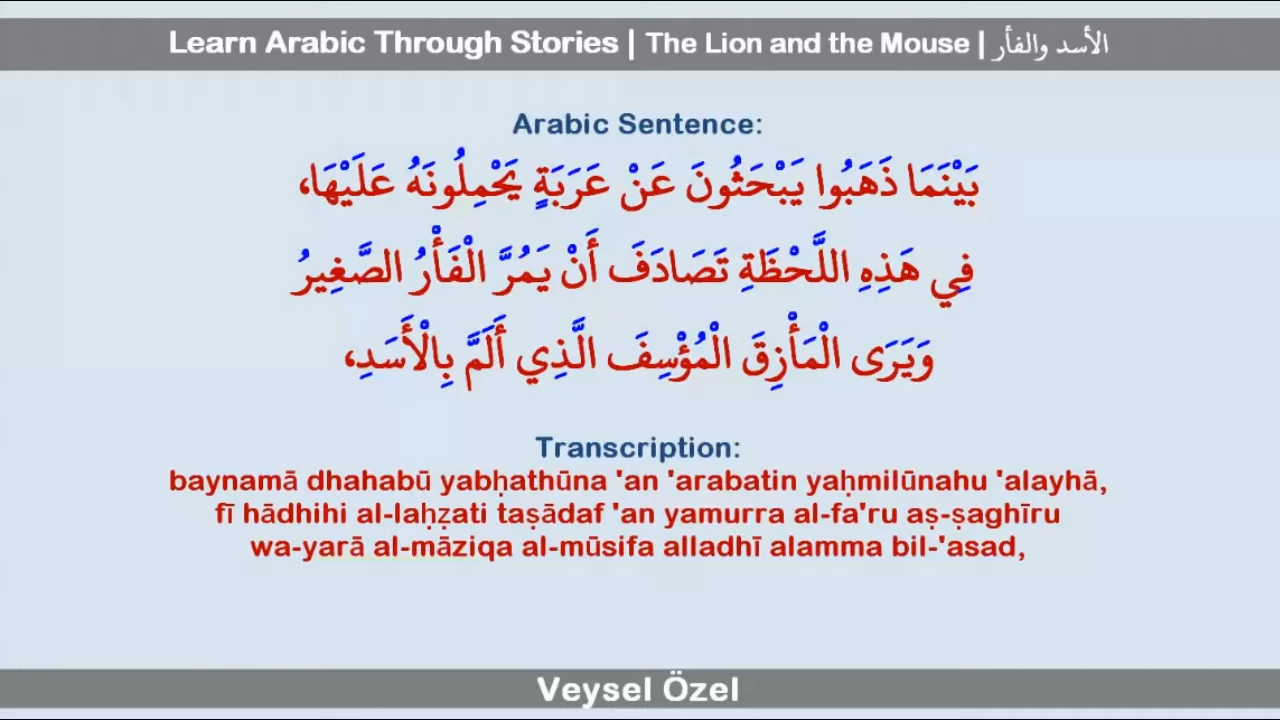 Learn Arabic Through Stories | The Lion and the Mouse | الأسد والفأر
Arabic Sentence:
بَيْنَمَا ذَهَبُوا يَبْحَثُونَ عَنْ عَرَبَةٍ يَحْمِلُونَهُ عَلَيْهَا،
فِي هَذِهِ اللَّحْظَةِ تَصَادَفَ أَنْ يَمُرَّ الْفَأْرُ الصَّغِيرُ
وَيَرَى الْمَأْزِقَ الْمُؤْسِفَ الَّذِي أَلَمَّ بِالْأَسَدِ،
Transcription:
baynamā dhahabū yabḥathūna 'an 'arabatin yaḥmilūnahu 'alayhā,
fī hādhihi al-laḥẓati taṣādaf 'an yamurra al-fa'ru aṣ-ṣaghīru
wa-yarā al-māziqa al-mūsifa alladhī alamma bil-'asad,
Veysel Özel